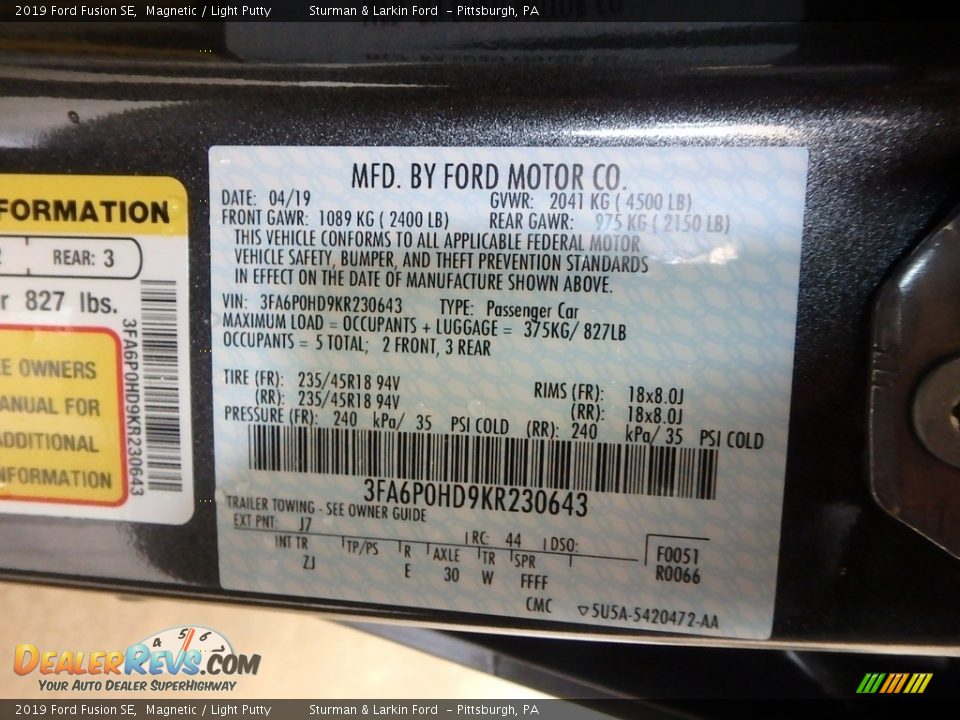 2019 Ford Fusion SE, Magnetic / Light Putty Sturman & Larkin Ford - Pittsburgh, PA
FORMATION
REAR: 3
r 827 lbs.
E OWNERS
ANUAL FOR
ADDITIONAL
NFORMATION
3FA6P0HD9KR230643
MFD. BY FORD MOTOR CO.
DATE: 04/19 GVWR: 2041 KG ( 4500 LB)
FRONT GAWR: 1089 KG ( 2400 LB) REAR GAWR: 975 KG ( 2150 LB)
THIS VEHICLE CONFORMS TO ALL APPLICABLE FEDERAL MOTOR
VEHICLE SAFETY, BUMPER, AND THEFT PREVENTION STANDARDS
IN EFFECT ON THE DATE OF MANUFACTURE SHOWN ABOVE.
VIN: 3FA6P0HD9KR230643 TYPE: Passenger Car
MAXIMUM LOAD = OCCUPANTS + LUGGAGE = 375KG/ 827LB
OCCUPANTS = 5 TOTAL; 2 FRONT, 3 REAR
TIRE (FR): 235/45R18 94V RIMS (FR): 18x8.0J
(RR): 235/45R18 94V (RR): 18x8.0J
PRESSURE (FR): 240 kPa/ 35 PSI COLD (RR): 240 kPa/ 35 PSI COLD
3FA6P0HD9KR230643
TRAILER TOWING - SEE OWNER GUIDE
EXT PNT: J7 RC: 44 DSO:
INT TR TP/PS R AXLE TR SPR F0051
ZJ E 30 W FFFF R0066
CMC ▽5U5A-5420472-AA
4 5 6
DEALERREVS.COM
YOUR AUTO DEALER SUPERHIGHWAY
2019 Ford Fusion SE, Magnetic / Light Putty Sturman & Larkin Ford - Pittsburgh, PA